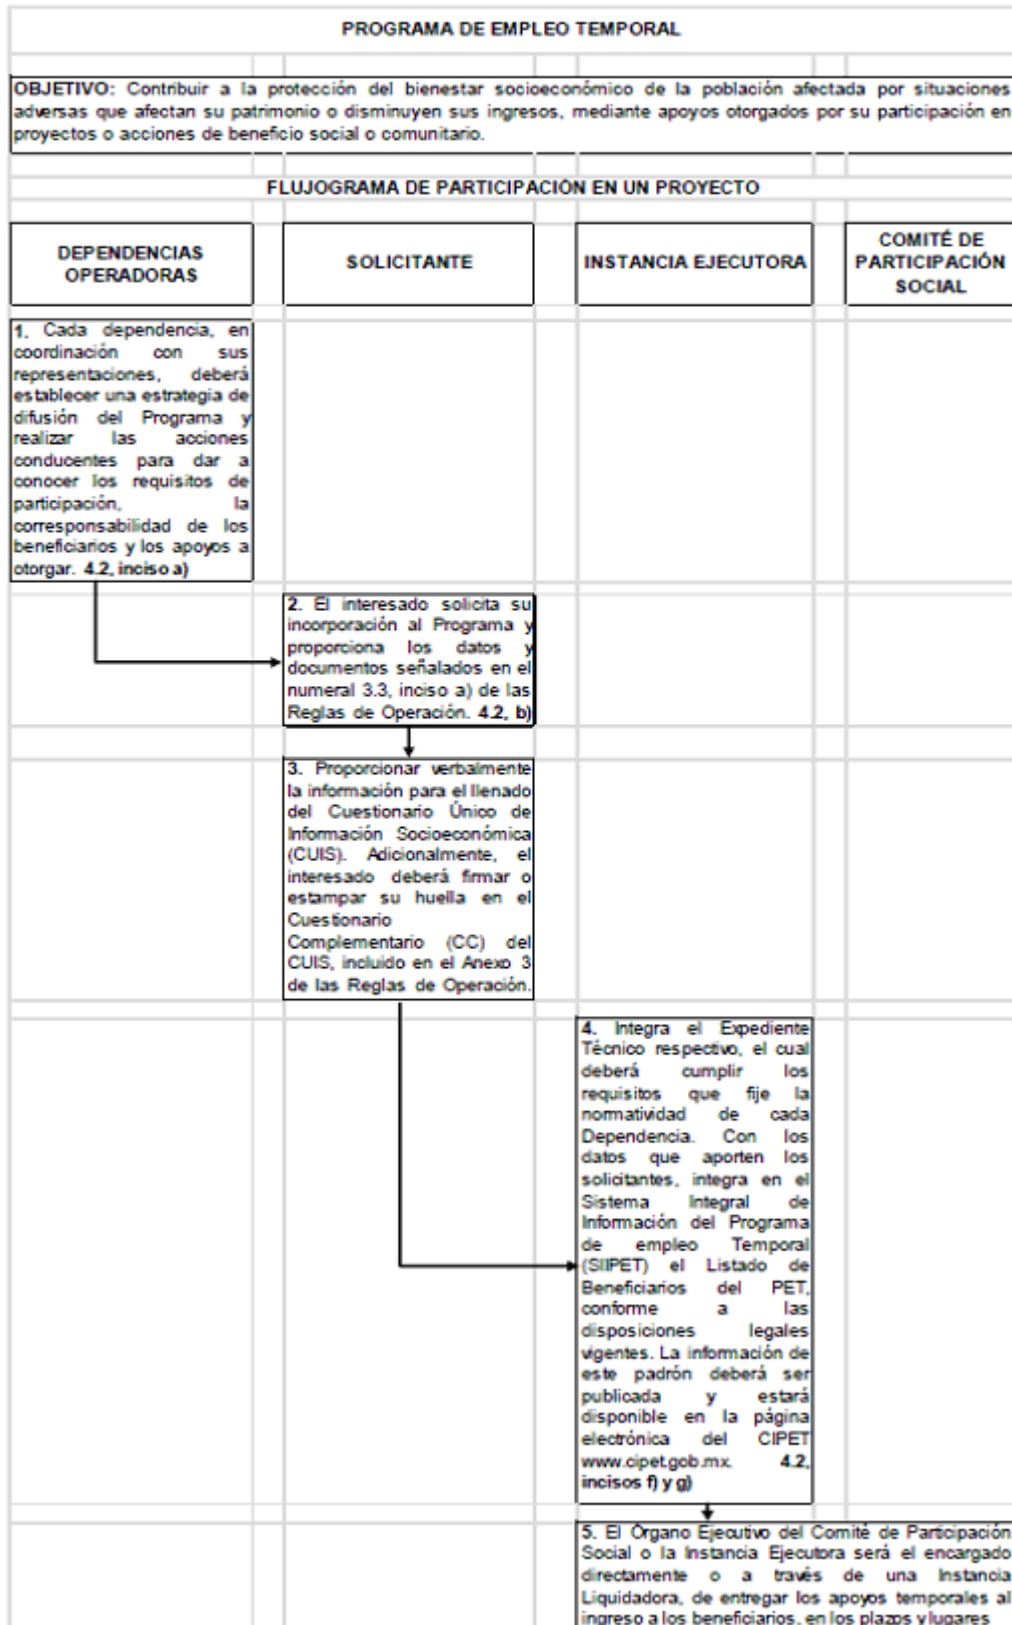 PROGRAMA DE EMPLEO TEMPORAL
OBJETIVO: Contribuir a la protección del bienestar socioeconómico de la población afectada por situaciones
adversas que afectan su patrimonio o disminuyen sus ingresos, mediante apoyos otorgados por su participación en
proyectos o acciones de beneficio social o comunitario.
FLUJOGRAMA DE PARTICIPACIÓN EN UN PROYECTO
DEPENDENCIAS
OPERADORAS
SOLICITANTE
INSTANCIA EJECUTORA
COMITÉ DE
PARTICIPACIÓN
SOCIAL
1. Cada dependencia, en
coordinación con sus
representaciones, deberá
establecer una estrategia de
difusión del Programa y
realizar las acciones
conducentes para dar a
conocer los requisitos de
participación, la
corresponsabilidad de los
beneficiarios y los apoyos a
otorgar. 4.2, inciso a)
2. El interesado solicita su
incorporación al Programa y
proporciona los datos y
documentos señalados en el
numeral 3.3, inciso a) de las
Reglas de Operación. 4.2, b)
3. Proporcionar verbalmente
la información para el llenado
del Cuestionario Único de
Información Socioeconómica
(CUIS). Adicionalmente, el
interesado deberá firmar o
estampar su huella en el
Cuestionario
Complementario (CC) del
CUIS, incluido en el Anexo 3
de las Reglas de Operación.
4. Integra el Expediente
Técnico respectivo, el cual
deberá cumplir los
requisitos que fije la
normatividad de cada
Dependencia. Con los
datos que aporten los
solicitantes, integra en el
Sistema Integral de
Información del Programa
de empleo Temporal
(SIIPET) el Listado de
Beneficiarios del PET,
conforme a las
disposiciones legales
vigentes. La información de
este padrón deberá ser
publicada y estará
disponible en la página
electrónica del CIPET
www.cipet.gob.mx. 4.2,
incisos f) y g)
5. El Órgano Ejecutivo del Comité de Participación
Social o la Instancia Ejecutora será el encargado
directamente o a través de una Instancia
Liquidadora, de entregar los apoyos temporales al
ingreso a los beneficiarios, en los plazos y lugares